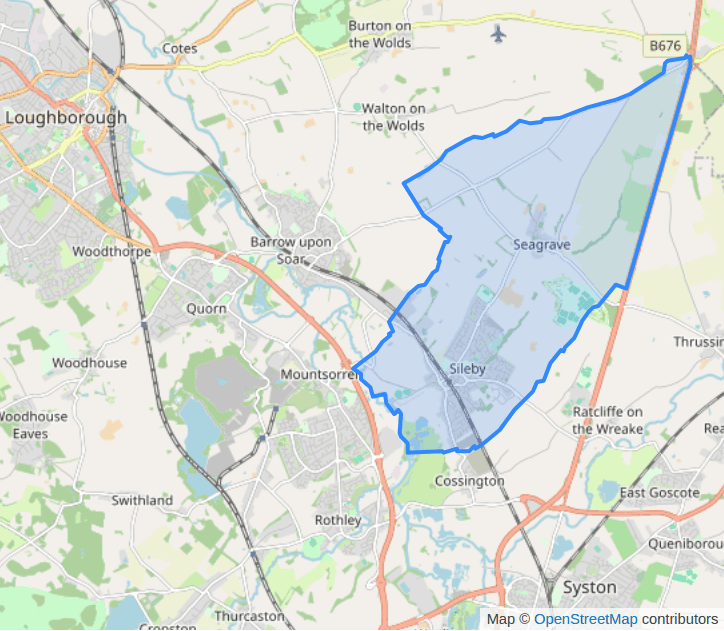 Burton on
the Wolds
Cotes
B676
Loughborough
Walton on
the Wolds
Woodthorpe
Barrow upon
Soar
Seagrave
Quorn
Woodhouse
Mountsorrel
Sileby
Thrussin
Woodhouse
Eaves
Ratcliffe on
the Wreake
Rea
Swithland
Cossington
East Goscote
Rothley
Queniborou
Syston
Thurcaston
Cropston
Map © OpenStreetMap contributors